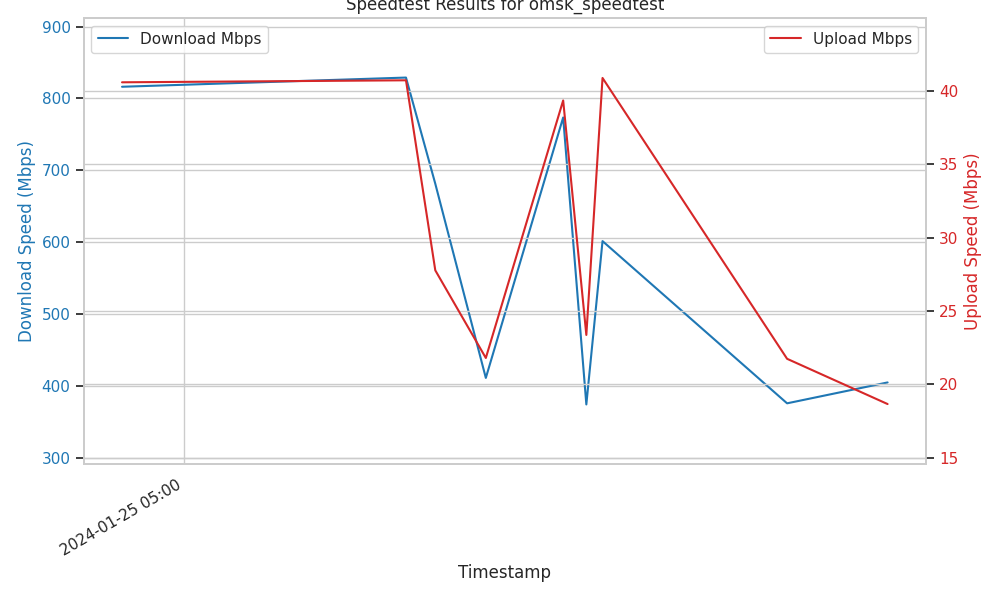 Speedtest Results for omsk_speedtest
Download Mbps
Upload Mbps
Download Speed (Mbps)
900
800
700
600
500
400
300
40
35
30
25
20
15
Upload Speed (Mbps)
2024-01-25 05:00
Timestamp